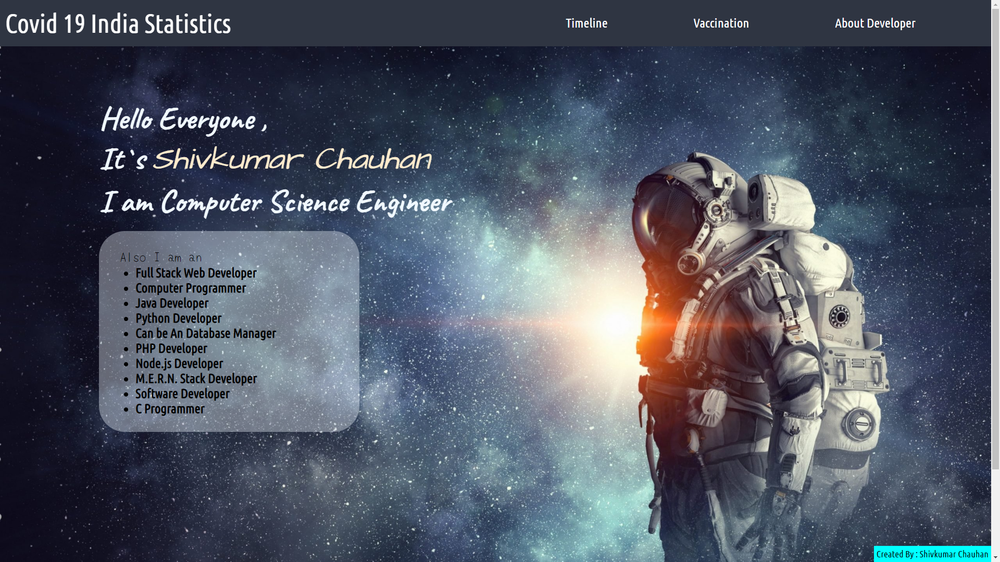 Covid 19 India Statistics
Timeline
Vaccination
About Developer
Hello Everyone ,
It`s Shivkumar Chauhan
I am Computer Science Engineer
Also I am an
Full Stack Web Developer
Computer Programmer
Java Developer
Python Developer
Can be An Database Manager
PHP Developer
Node.js Developer
M.E.R.N. Stack Developer
Software Developer
C Programmer
Created By : Shivkumar Chauhan